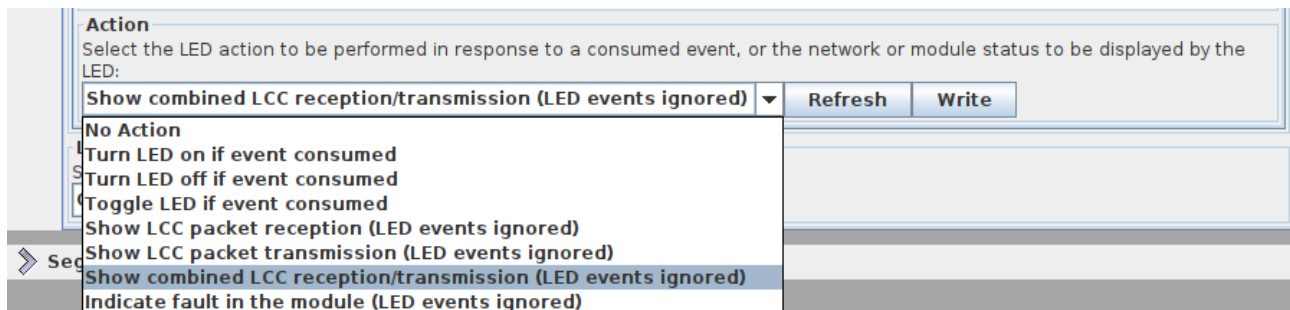 Action
Select the LED action to be performed in response to a consumed event, or the network or module status to be displayed by the
LED:
Show combined LCC reception/transmission (LED events ignored) Refresh Write
No Action
Turn LED on if event consumed
Turn LED off if event consumed
Toggle LED if event consumed
Show LCC packet reception (LED events ignored)
Show LCC packet transmission (LED events ignored)
Seg
Show combined LCC reception/transmission (LED events ignored)
Indicate fault in the module (LED events ignored)